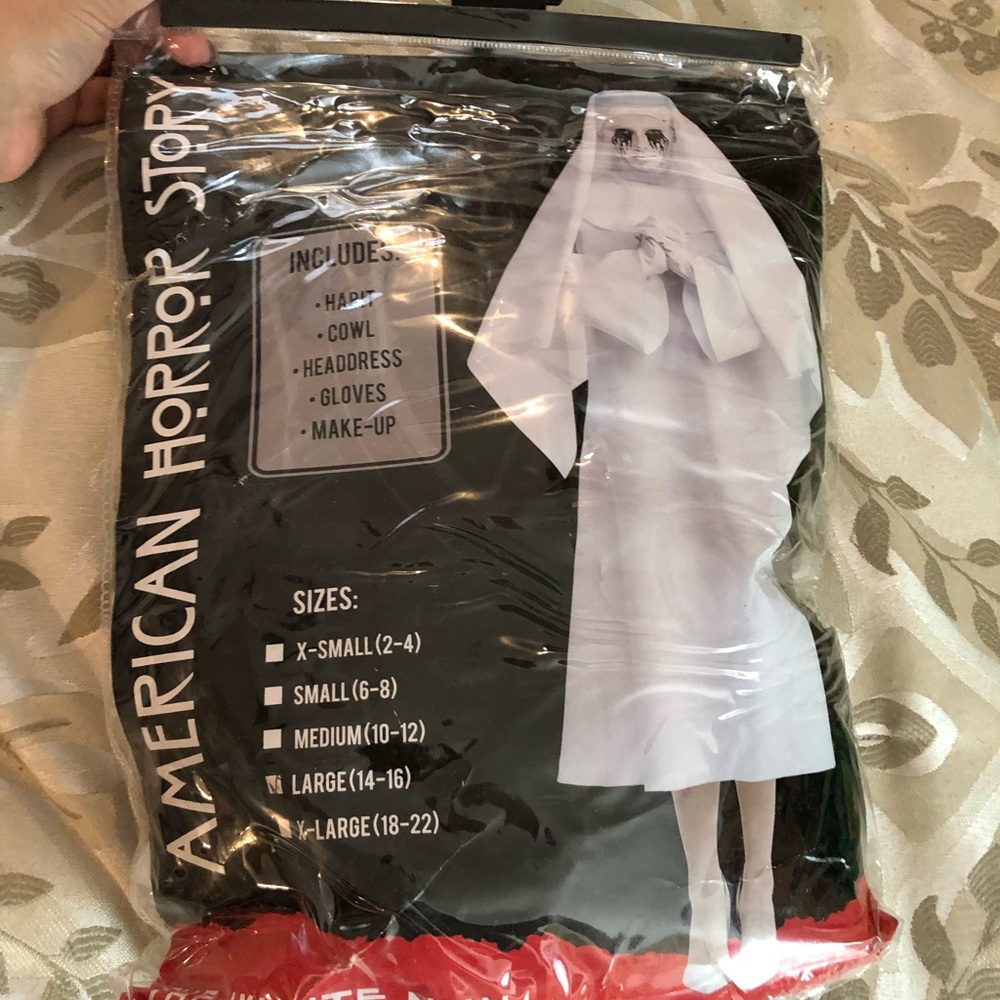 AMERICAN HORROR STORY
INCLUDES:
• HABIT
• COWL
• HEADDRESS
• GLOVES
• MAKE-UP
SIZES:
X-SMALL (2-4)
SMALL (6-8)
MEDIUM (10-12)
LARGE (14-16)
X-LARGE (18-22)